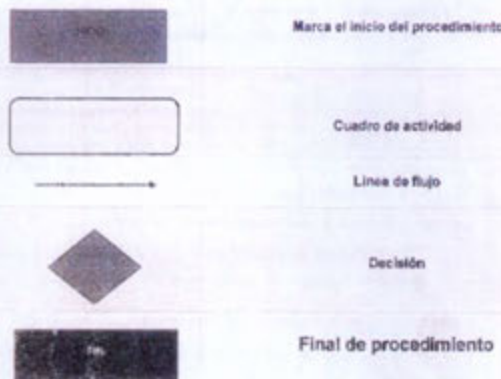 Marca el inicio del procedimiento
Cuadro de actividad
Linea de flujo
Decisión
Final de procedimiento